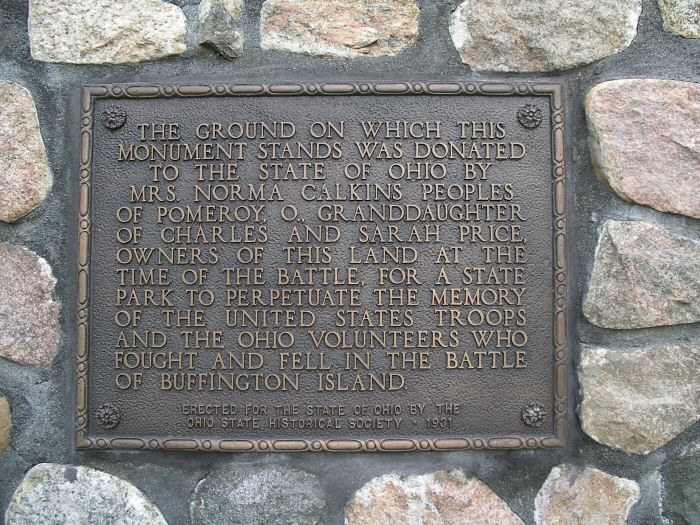 THE GROUND ON WHICH THIS
MONUMENT STANDS WAS DONATED
TO THE STATE OF OHIO BY
MRS. NORMA CALKINS PEOPLES
OF POMEROY, O., GRANDDAUGHTER
OF CHARLES AND SARAH PRICE,
OWNERS OF THIS LAND AT THE
TIME OF THE BATTLE, FOR A STATE
PARK TO PERPETUATE THE MEMORY
OF THE UNITED STATES TROOPS
AND THE OHIO VOLUNTEERS WHO
FOUGHT AND FELL IN THE BATTLE
OF BUFFINGTON ISLAND.
ERECTED FOR THE STATE OF OHIO BY THE
OHIO STATE HISTORICAL SOCIETY • 1931